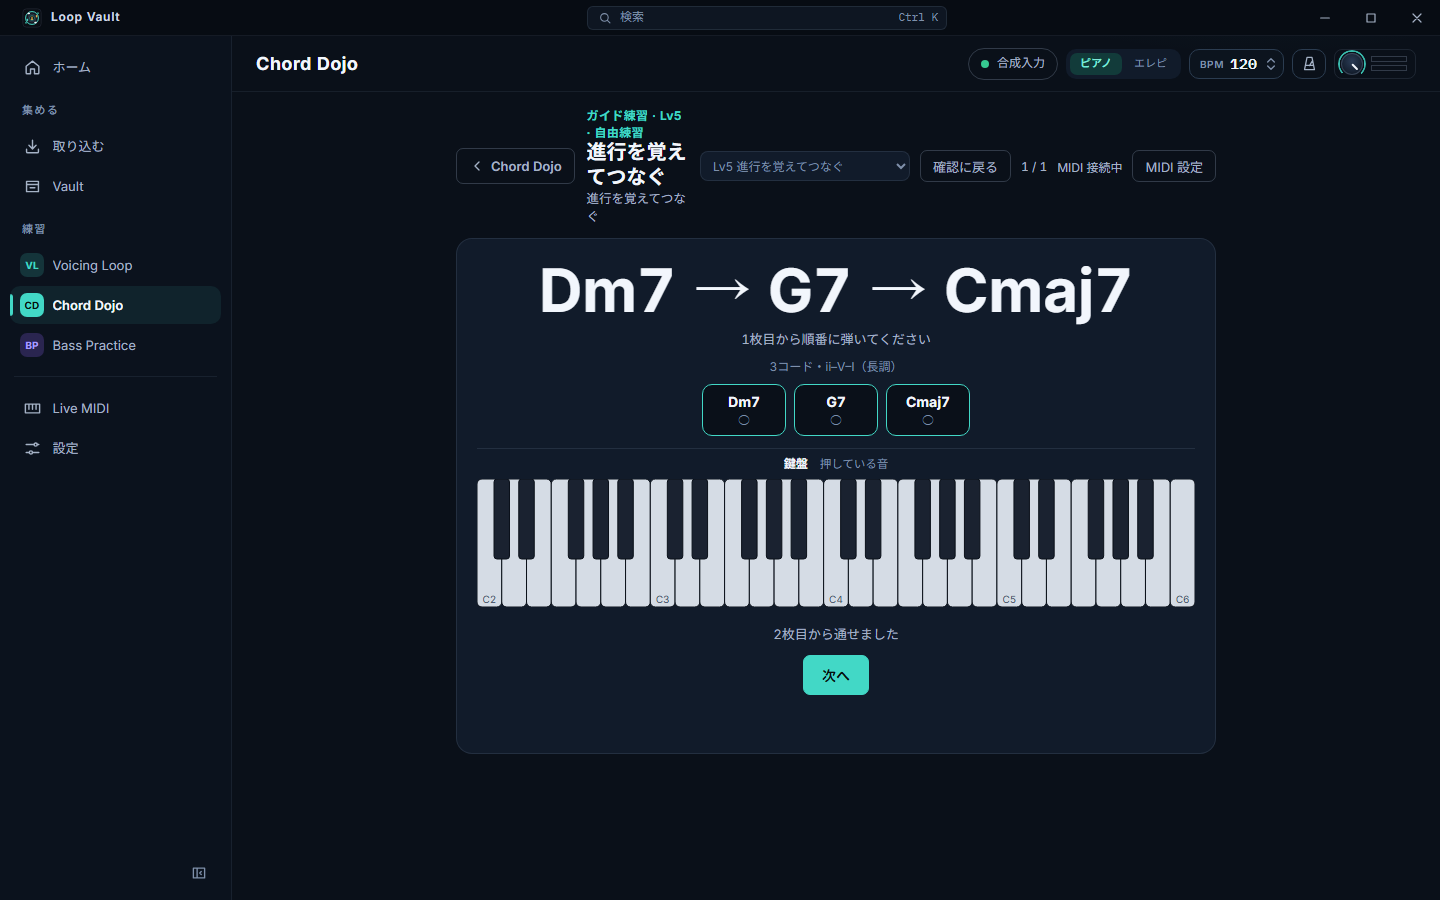 Loop Vault
検索
Ctrl K
ホーム
集める
取り込む
Vault
練習
VL Voicing Loop
CD Chord Dojo
BP Bass Practice
Live MIDI
設定
Chord Dojo
合成入力
ピアノ
エレピ
BPM 120
Chord Dojo
ガイド練習 · Lv5
· 自由練習
進行を覚え
てつなぐ
進行を覚えてつな
ぐ
Lv5 進行を覚えてつなぐ
確認に戻る
1 / 1
MIDI 接続中
MIDI 設定
Dm7 → G7 → Cmaj7
1枚目から順番に弾いてください
3コード・ii–V–I（長調）
Dm7
G7
Cmaj7
鍵盤 押している音
C2
C3
C4
C5
C6
2枚目から通せました
次へ